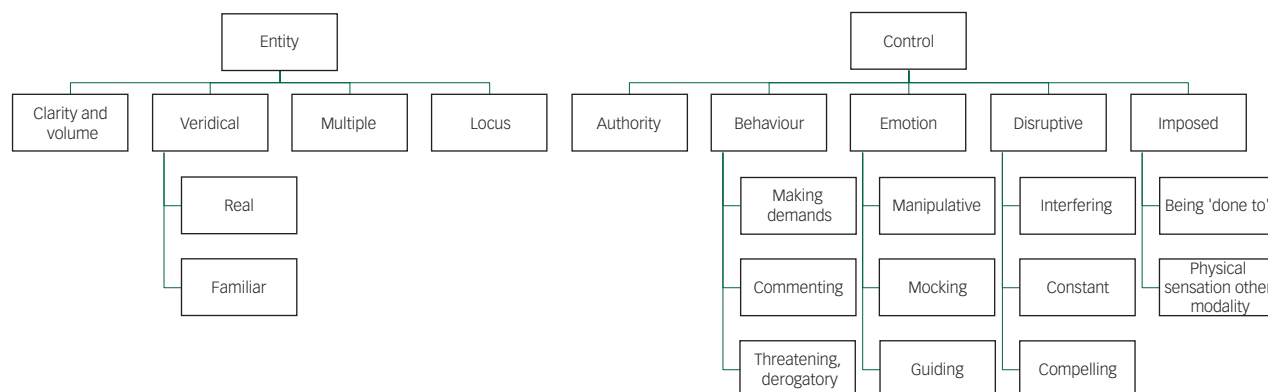 Entity
Control
Clarity and
volume
Veridical
Multiple
Locus
Authority
Behaviour
Emotion
Disruptive
Imposed
Real
Making
demands
Manipulative
Interfering
Being 'done to'
Familiar
Commenting
Mocking
Constant
Physical
sensation other
modality
Threatening,
derogatory
Guiding
Compelling